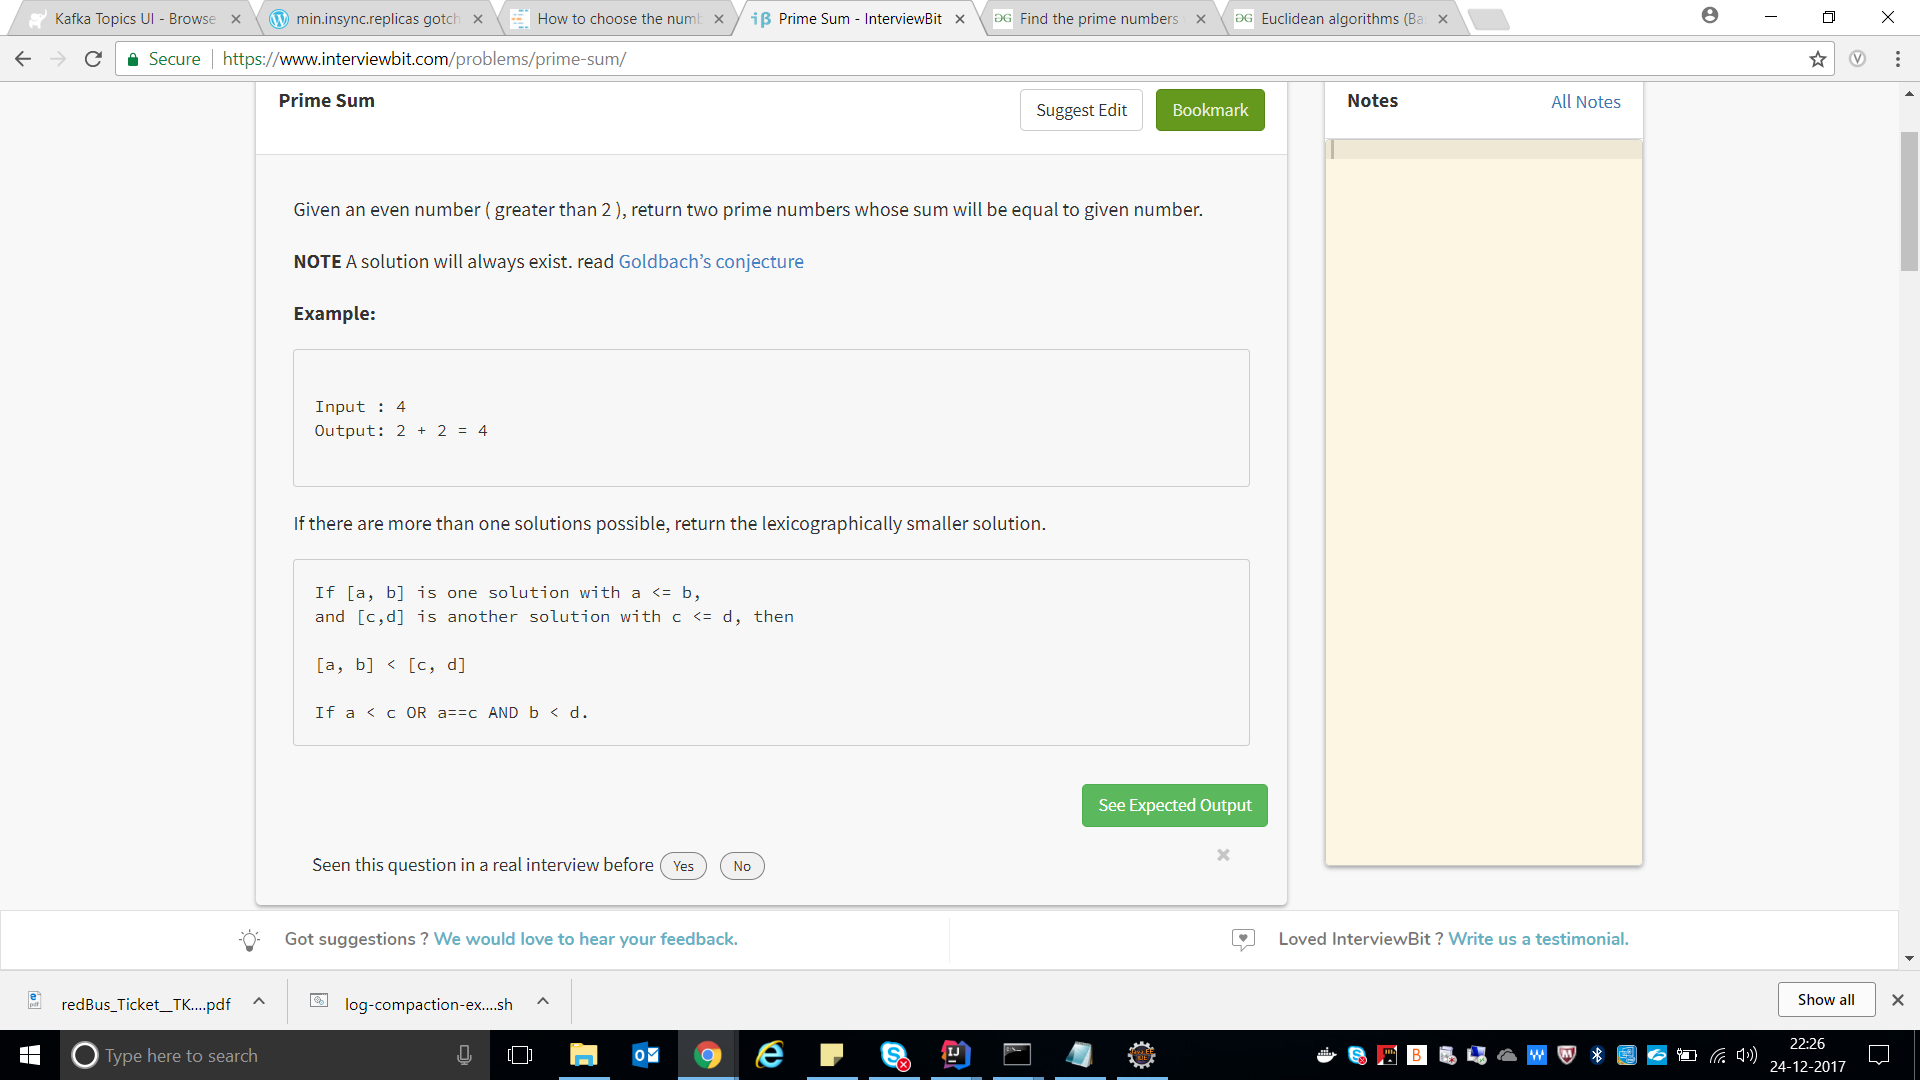 Kafka Topics UI - Browse
min.insync.replicas gotch
How to choose the numb
Prime Sum - InterviewBit
Find the prime numbers
Euclidean algorithms (Ba
Secure
https://www.interviewbit.com/problems/prime-sum/
Prime Sum
Suggest Edit
Bookmark
Notes
All Notes
Given an even number ( greater than 2 ), return two prime numbers whose sum will be equal to given number.
NOTE A solution will always exist. read Goldbach’s conjecture
Example:
Input : 4
Output: 2 + 2 = 4
If there are more than one solutions possible, return the lexicographically smaller solution.
If [a, b] is one solution with a <= b,
and [c,d] is another solution with c <= d, then
[a, b] < [c, d]
If a < c OR a==c AND b < d.
See Expected Output
Seen this question in a real interview before
Yes
No
Got suggestions ? We would love to hear your feedback.
Loved InterviewBit ? Write us a testimonial.
redBus_Ticket__TK....pdf
log-compaction-ex....sh
Show all
Type here to search
22:26
24-12-2017